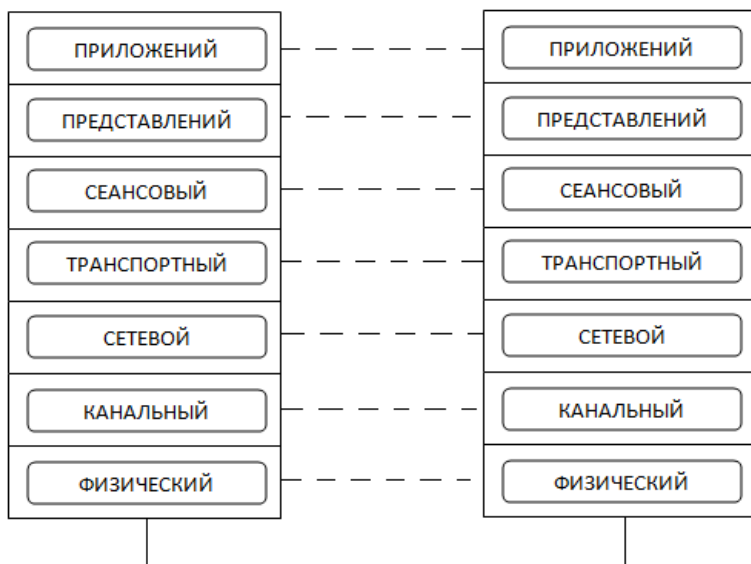 ПРИЛОЖЕНИЙ ПРИЛОЖЕНИЙ
ПРЕДСТАВЛЕНИЙ ПРЕДСТАВЛЕНИЙ
СЕАНСОВЫЙ СЕАНСОВЫЙ
ТРАНСПОРТНЫЙ ТРАНСПОРТНЫЙ
СЕТЕВОЙ СЕТЕВОЙ
КАНАЛЬНЫЙ КАНАЛЬНЫЙ
ФИЗИЧЕСКИЙ ФИЗИЧЕСКИЙ